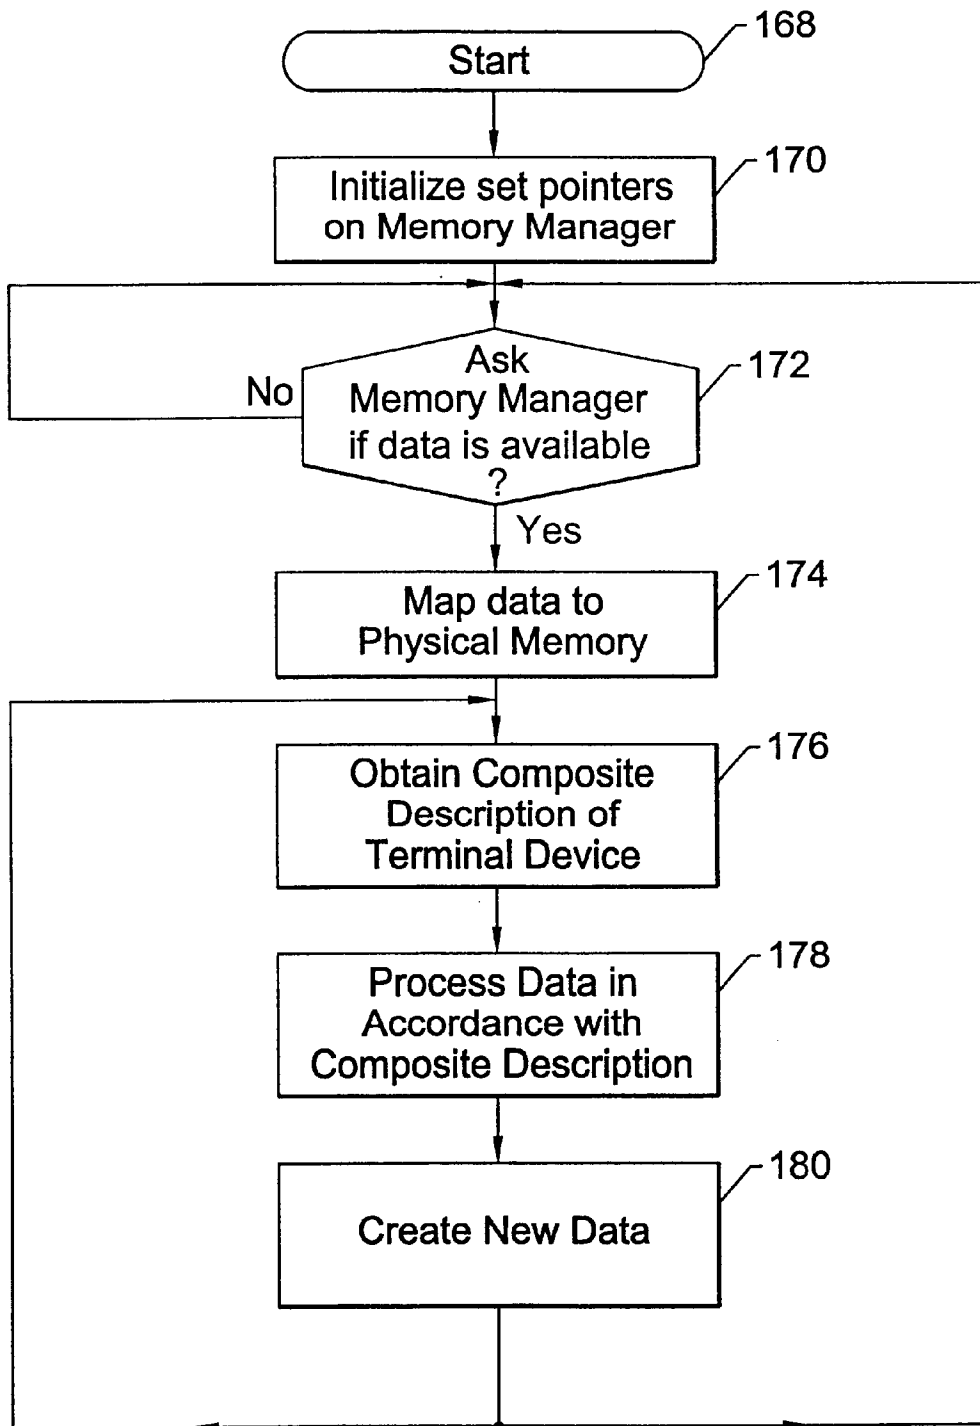 168
Start
170
Initialize set pointers
on Memory Manager
172
Ask
Memory Manager
if data is available
?
No
Yes
174
Map data to
Physical Memory
176
Obtain Composite
Description of
Terminal Device
178
Process Data in
Accordance with
Composite Description
180
Create New Data